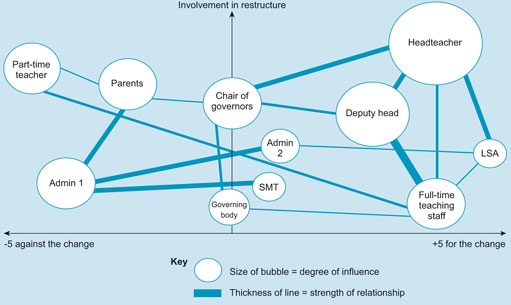 Involvement in restructure
Headteacher
Part-time
teacher
Parents
Chair of
governors
Deputy head
Admin
2
LSA
Admin 1
SMT
Full-time
teaching
staff
Governing
body
-5 against the change
+5 for the change
Key
Size of bubble = degree of influence
Thickness of line = strength of relationship